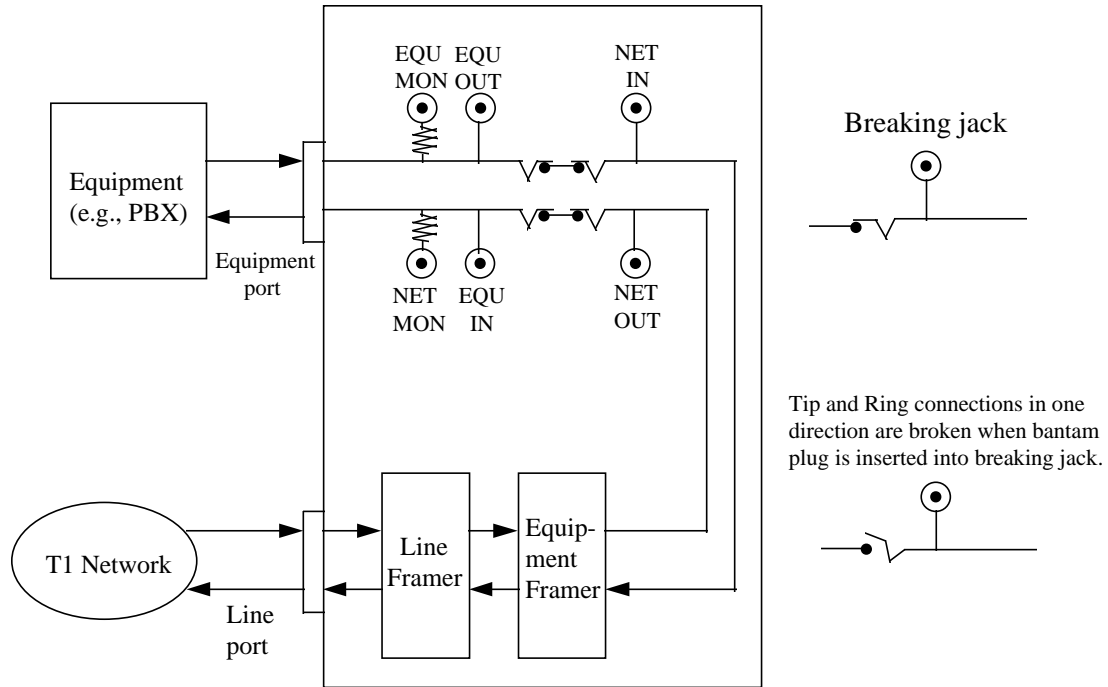 EQU
MON
EQU
OUT
NET
IN
Equipment
(e.g., PBX)
Equipment
port
NET
MON
EQU
IN
NET
OUT
Breaking jack
Tip and Ring connections in one
direction are broken when bantam
plug is inserted into breaking jack.
T1 Network
Line
port
Line
Framer
Equip-
ment
Framer